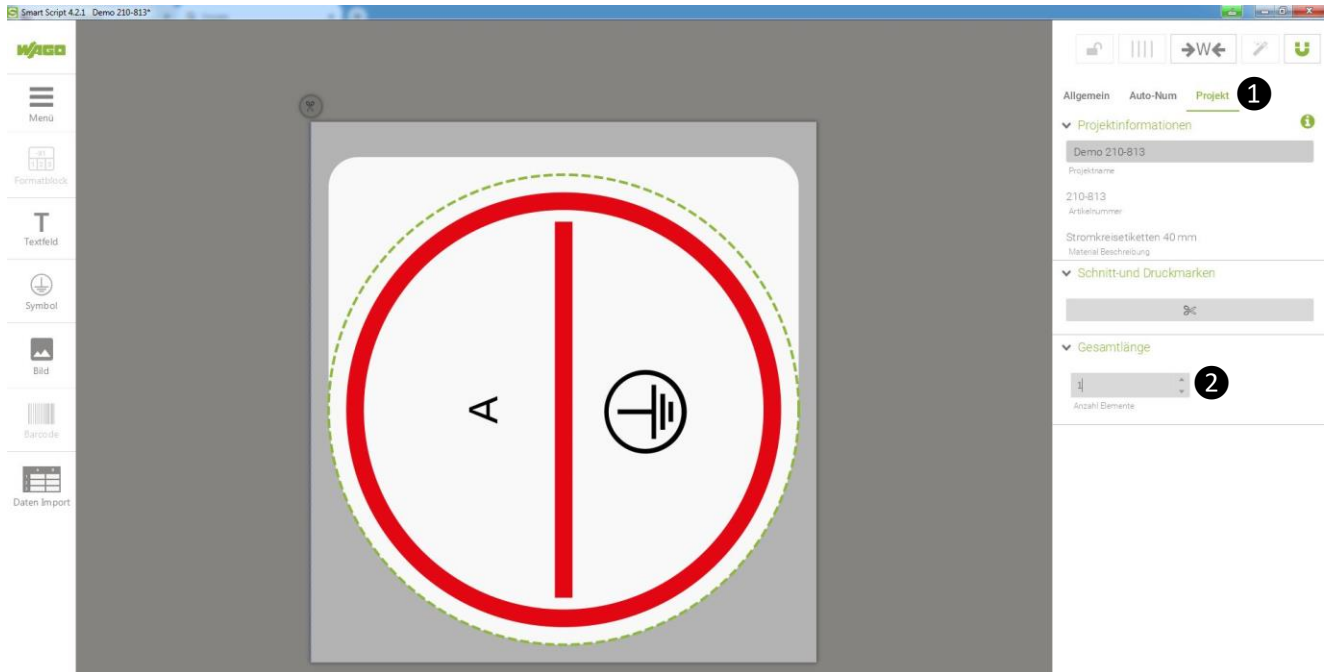 Smart Script 4.2.1 Demo 210-813*
WAGO
Menü
Formatblock
T
Textfeld
Symbol
Bild
Barcode
Daten Import
A
→W←
Allgemein Auto-Num Projekt 1
Projektinformationen
Demo 210-813
Projektname
210-813
Artikelnummer
Stromkreisetiketten 40 mm
Material Beschreibung
Schnitt-und Druckmarken
Gesamtlänge
1 2
Anzahl Elemente